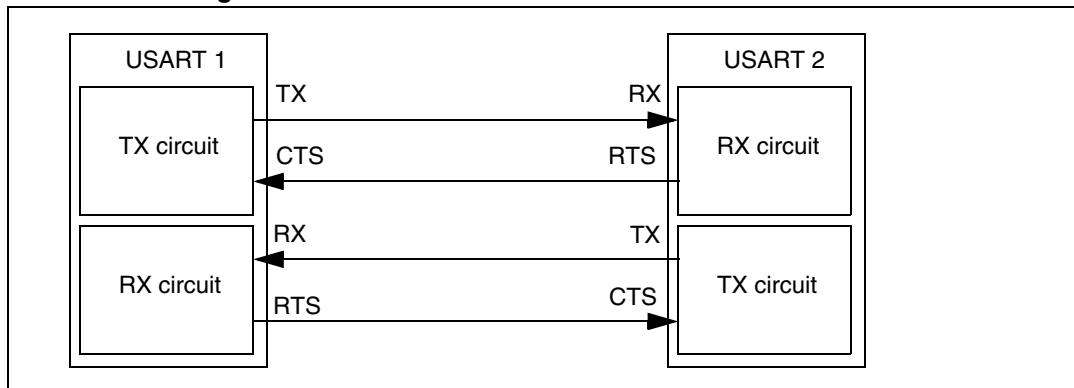 USART 1
USART 2
TX
RX
TX circuit
RX circuit
CTS
RTS
RX
TX
RX circuit
TX circuit
RTS
CTS